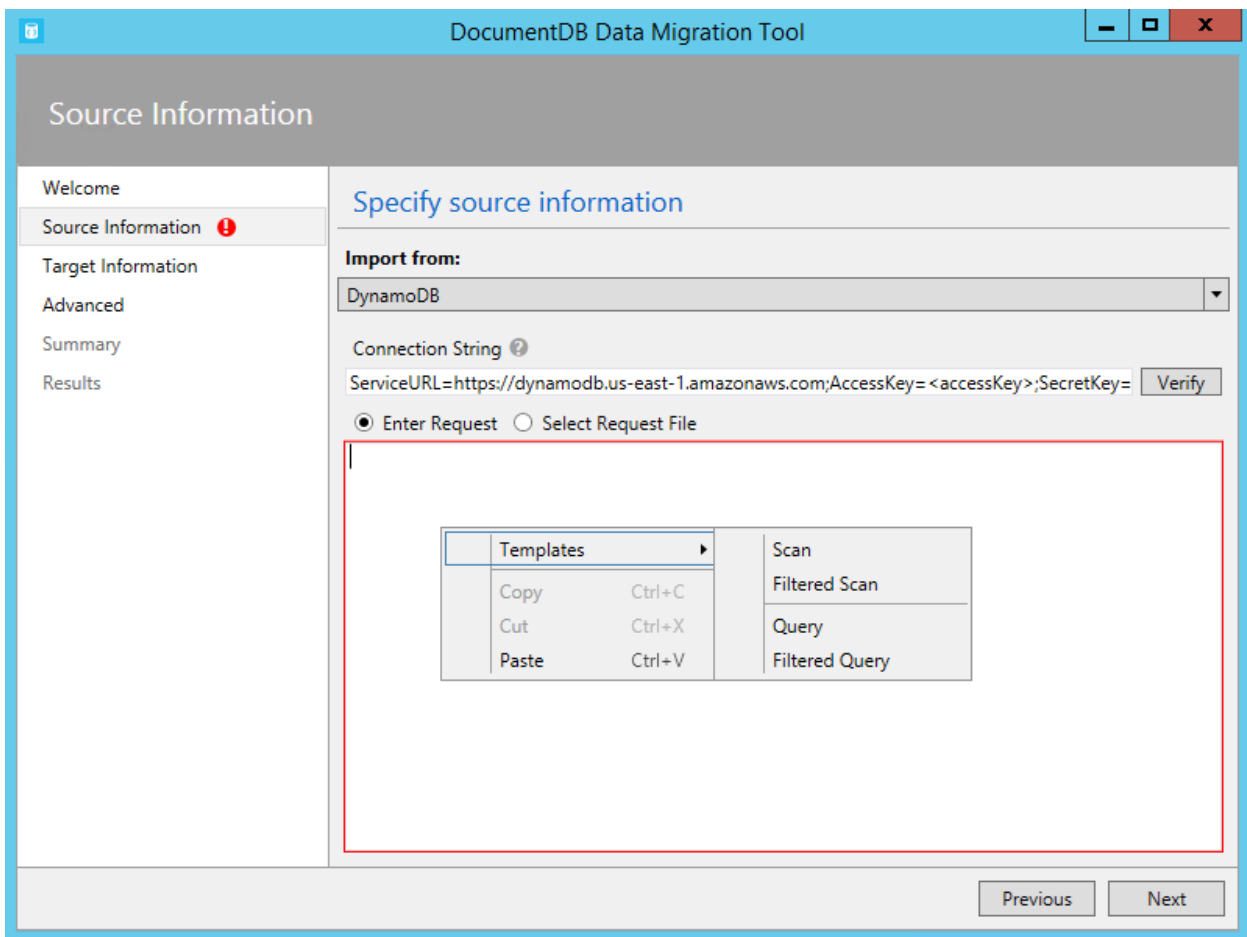 DocumentDB Data Migration Tool
Source Information
Welcome
Source Information
Target Information
Advanced
Summary
Results
Specify source information
Import from:
DynamoDB
Connection String
ServiceURL=https://dynamodb.us-east-1.amazonaws.com;AccessKey=<accessKey>;SecretKey=
Verify
Enter Request
Select Request File
Templates
Copy Ctrl+C
Cut Ctrl+X
Paste Ctrl+V
Scan
Filtered Scan
Query
Filtered Query
Previous
Next